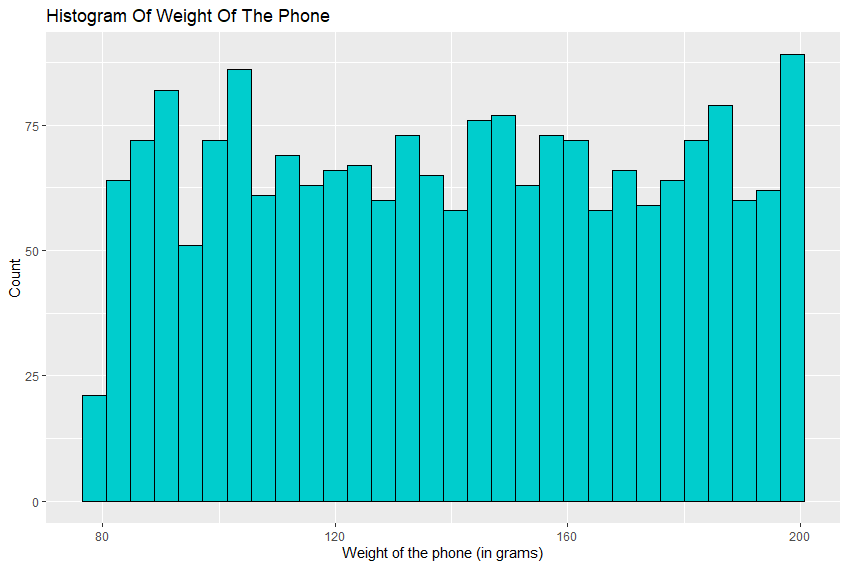 Histogram Of Weight Of The Phone
Count
75
50
25
0
80 120 160 200
Weight of the phone (in grams)